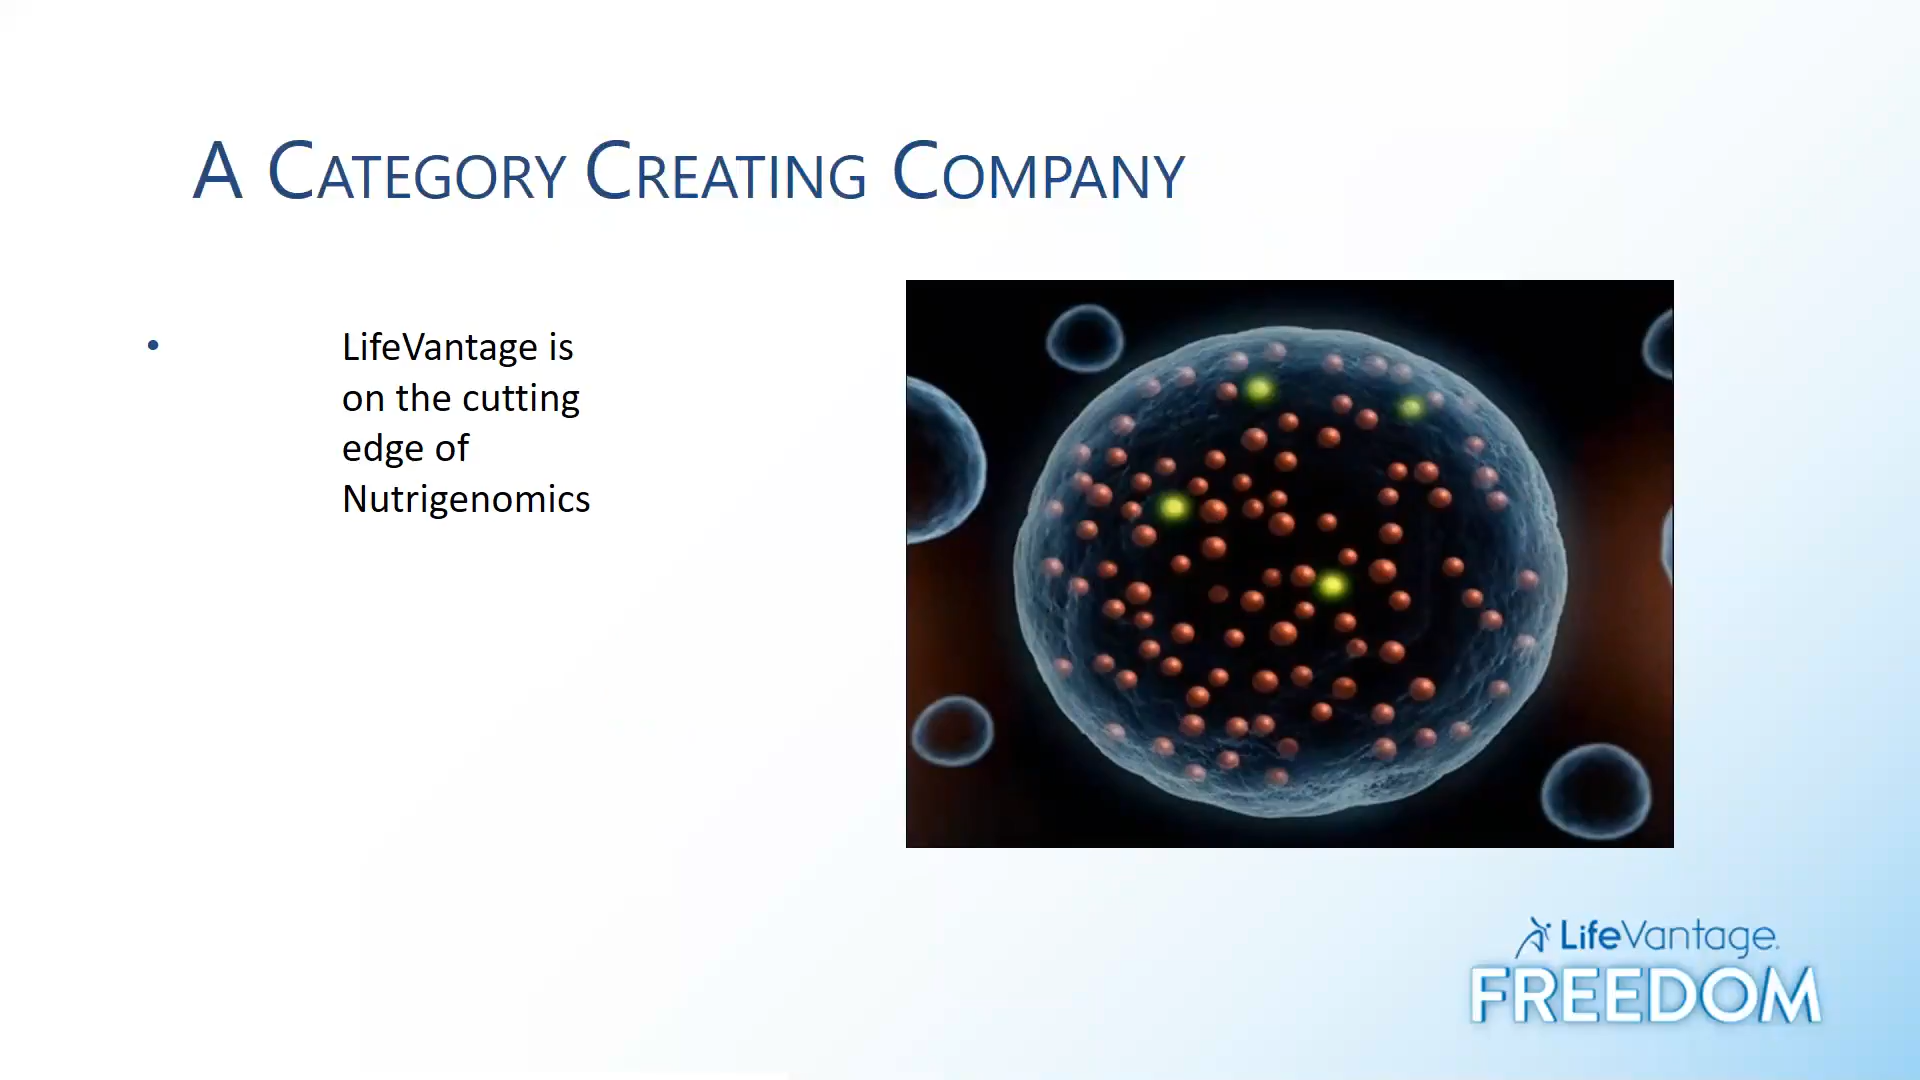 A Category Creating Company
• LifeVantage is
on the cutting
edge of
Nutrigenomics
LifeVantage.
FREEDOM